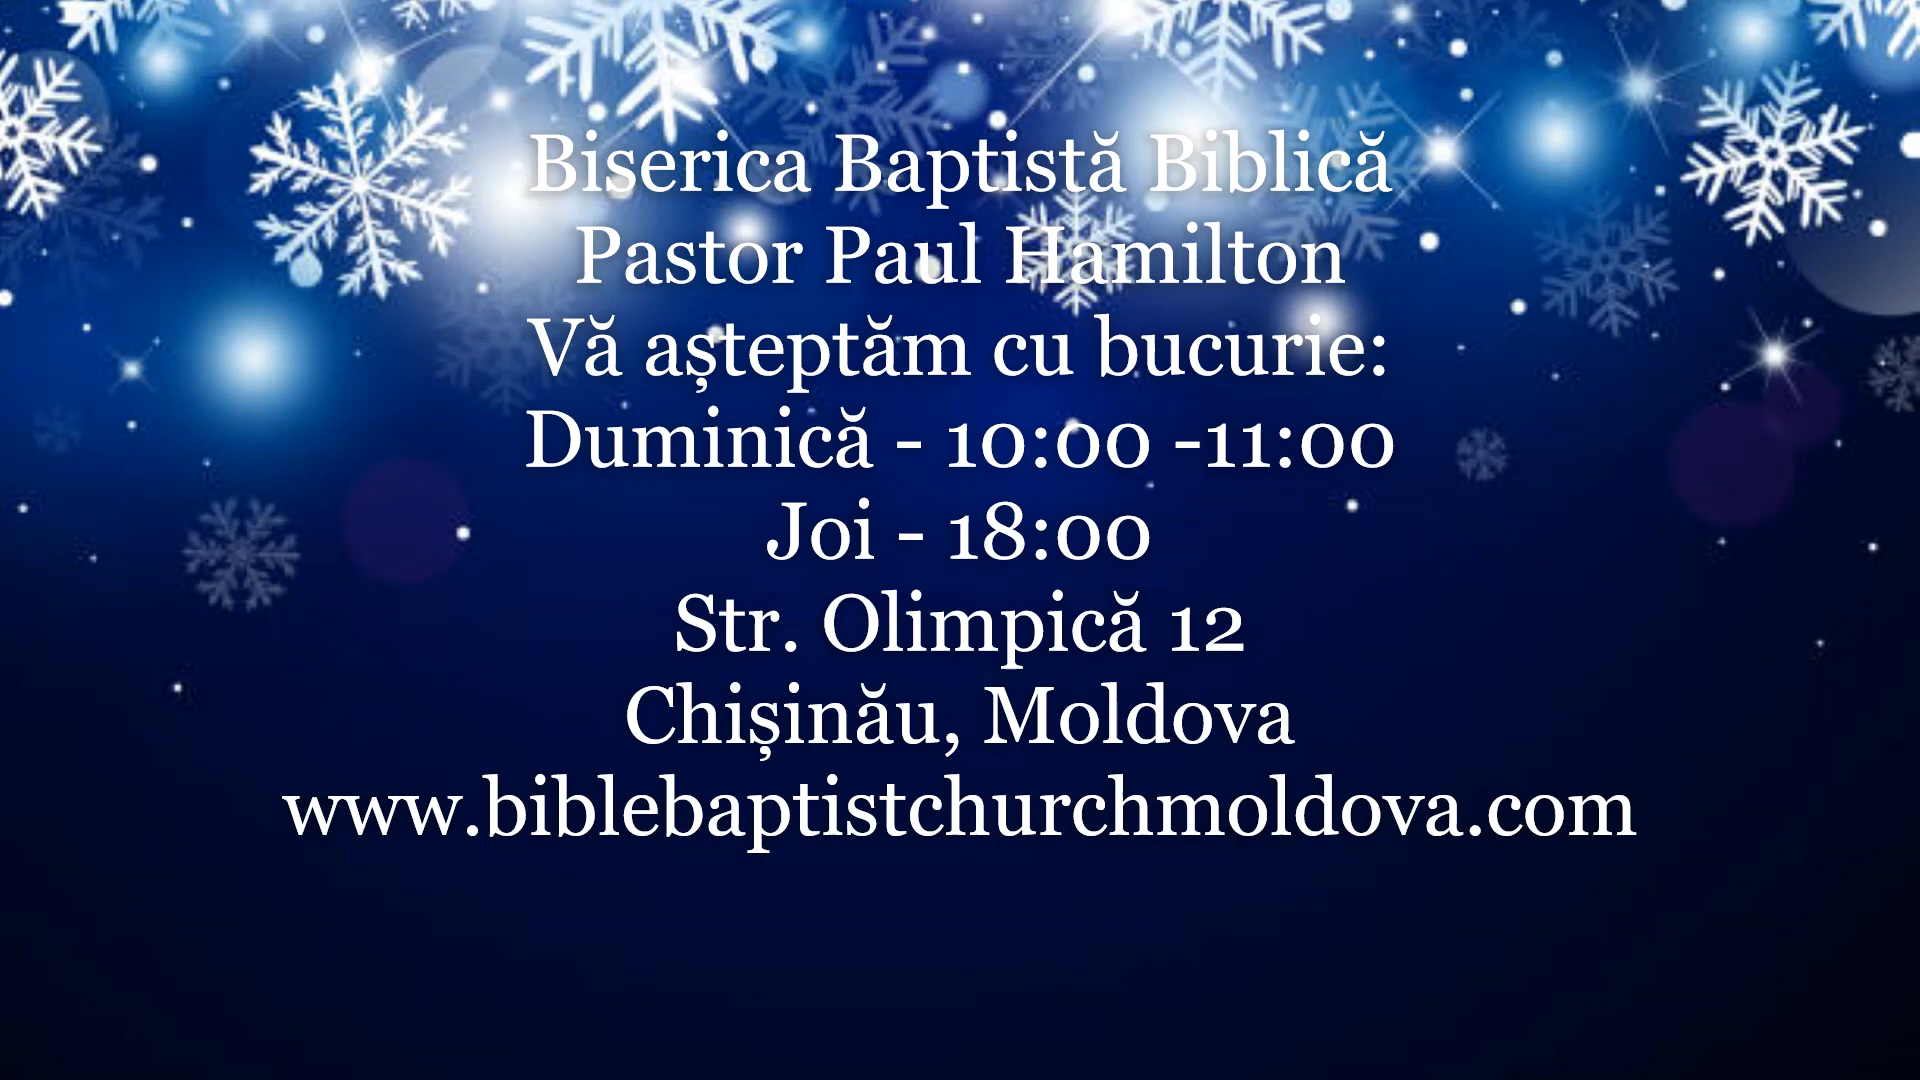 Biserica Baptistă Biblică
Pastor Paul Hamilton
Vă așteptăm cu bucurie:
Duminică - 10:00 -11:00
Joi - 18:00
Str. Olimpică 12
Chișinău, Moldova
www.biblebaptistchurchmoldova.com